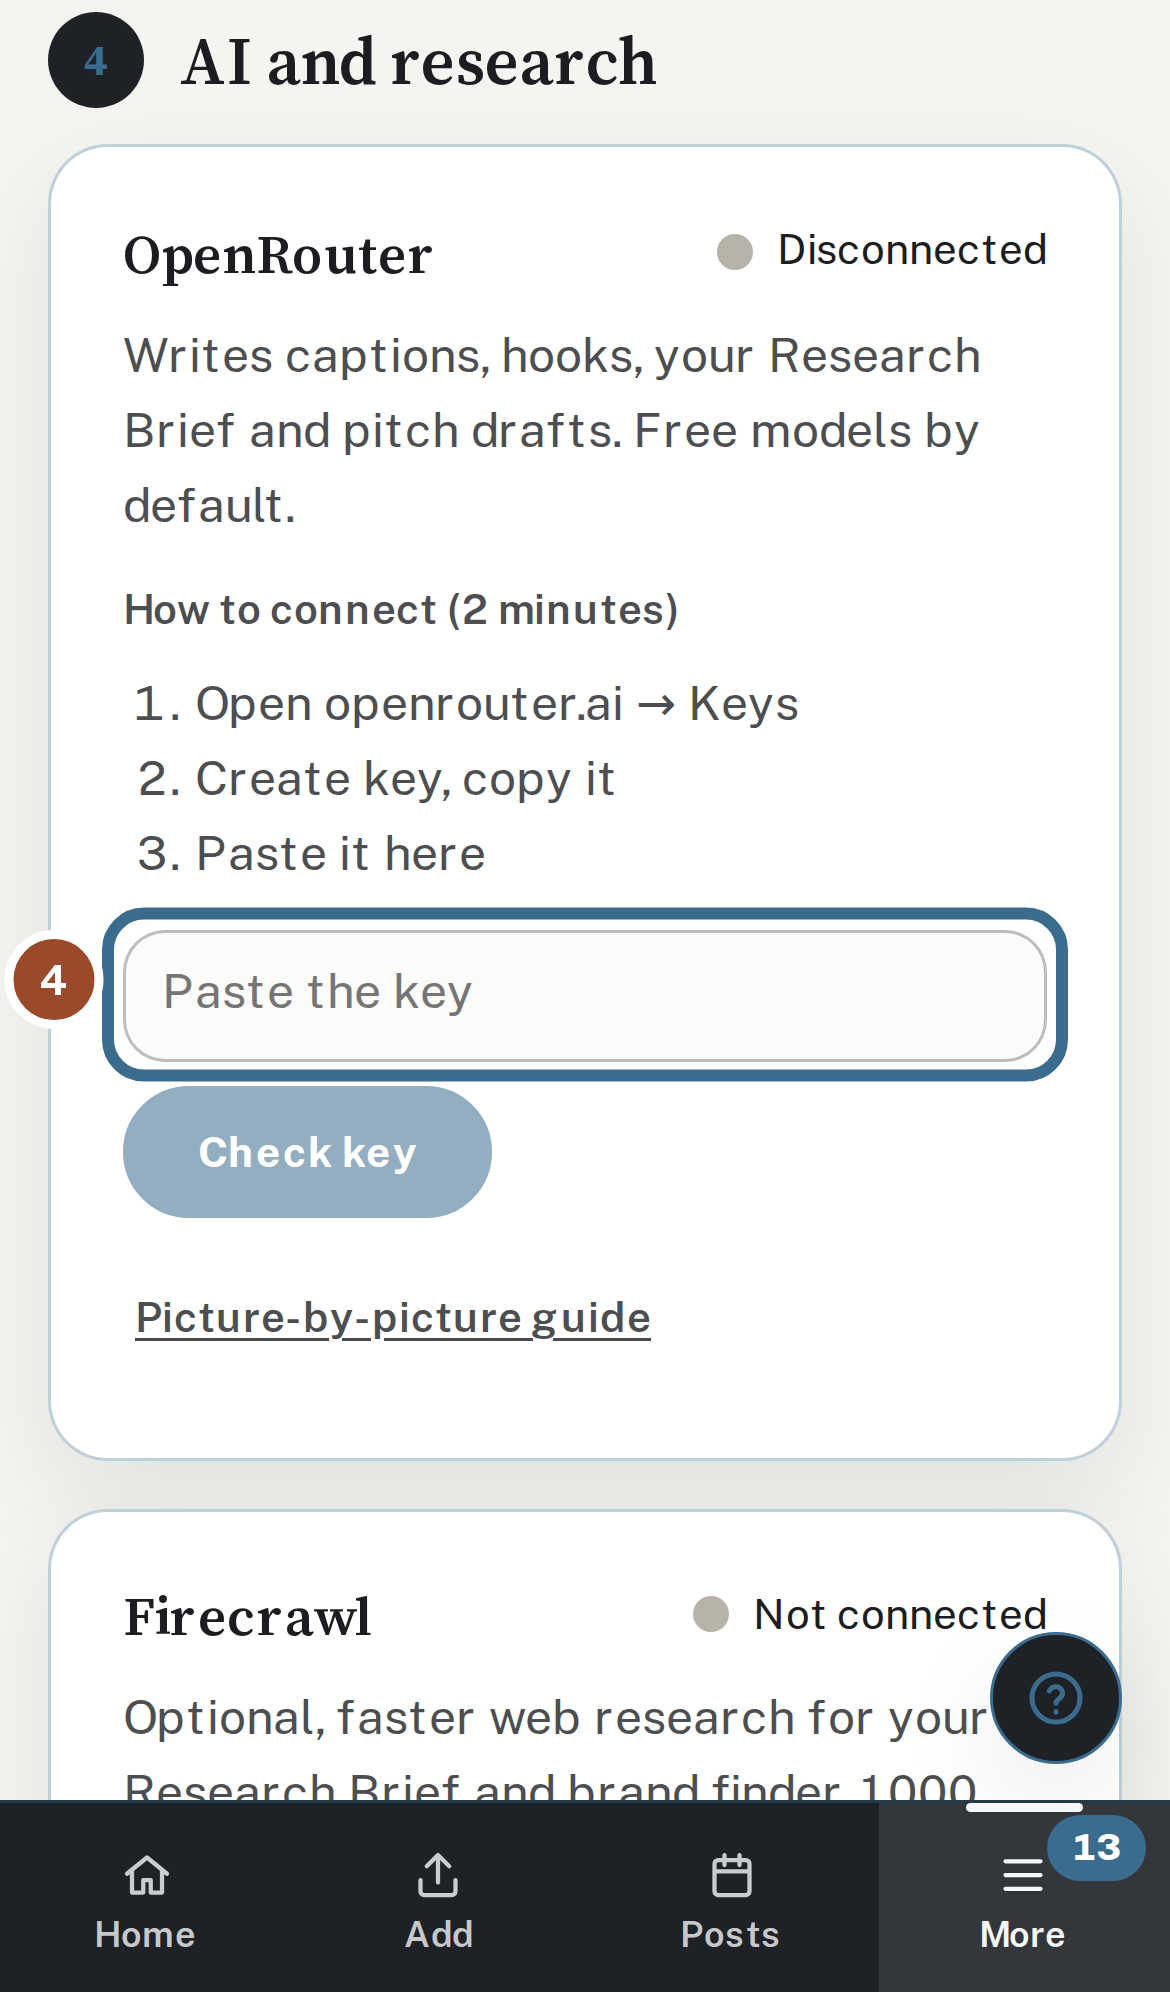 4
AI and research
OpenRouter
Disconnected
Writes captions, hooks, your Research
Brief and pitch drafts. Free models by
default.
How to connect (2 minutes)
1. Open openrouter.ai → Keys
2. Create key, copy it
3. Paste it here
4
Paste the key
Check key
Picture-by-picture guide
Firecrawl
Not connected
Optional, faster web research for your
Research Brief and brand finder. 1,000
13
Home
Add
Posts
More